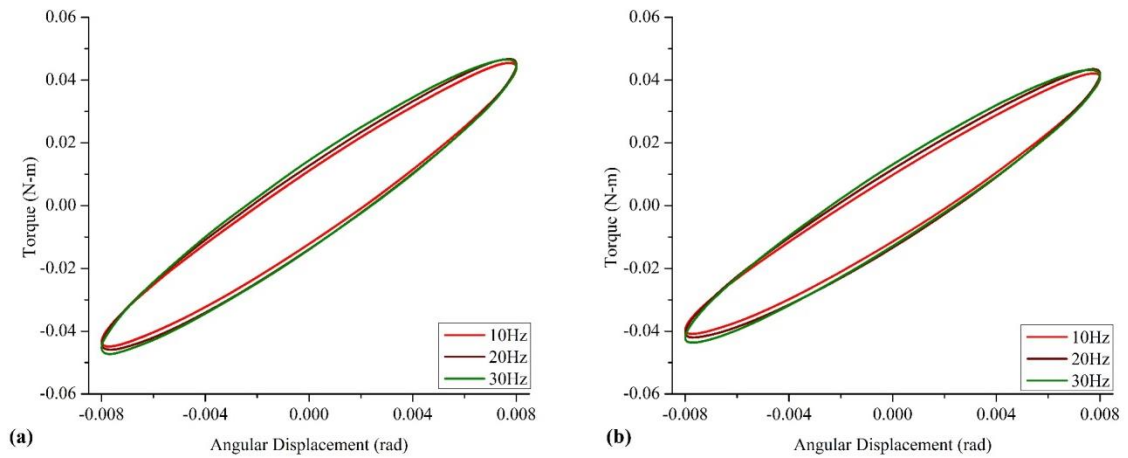 0.06
0.04
0.02
0.00
-0.02
-0.04
-0.06
Torque (N-m)
10Hz
20Hz
30Hz
-0.008
-0.004
0.000
0.004
0.008
(a)
Angular Displacement (rad)
0.06
0.04
0.02
0.00
-0.02
-0.04
-0.06
Torque (N-m)
10Hz
20Hz
30Hz
-0.008
-0.004
0.000
0.004
0.008
(b)
Angular Displacement (rad)